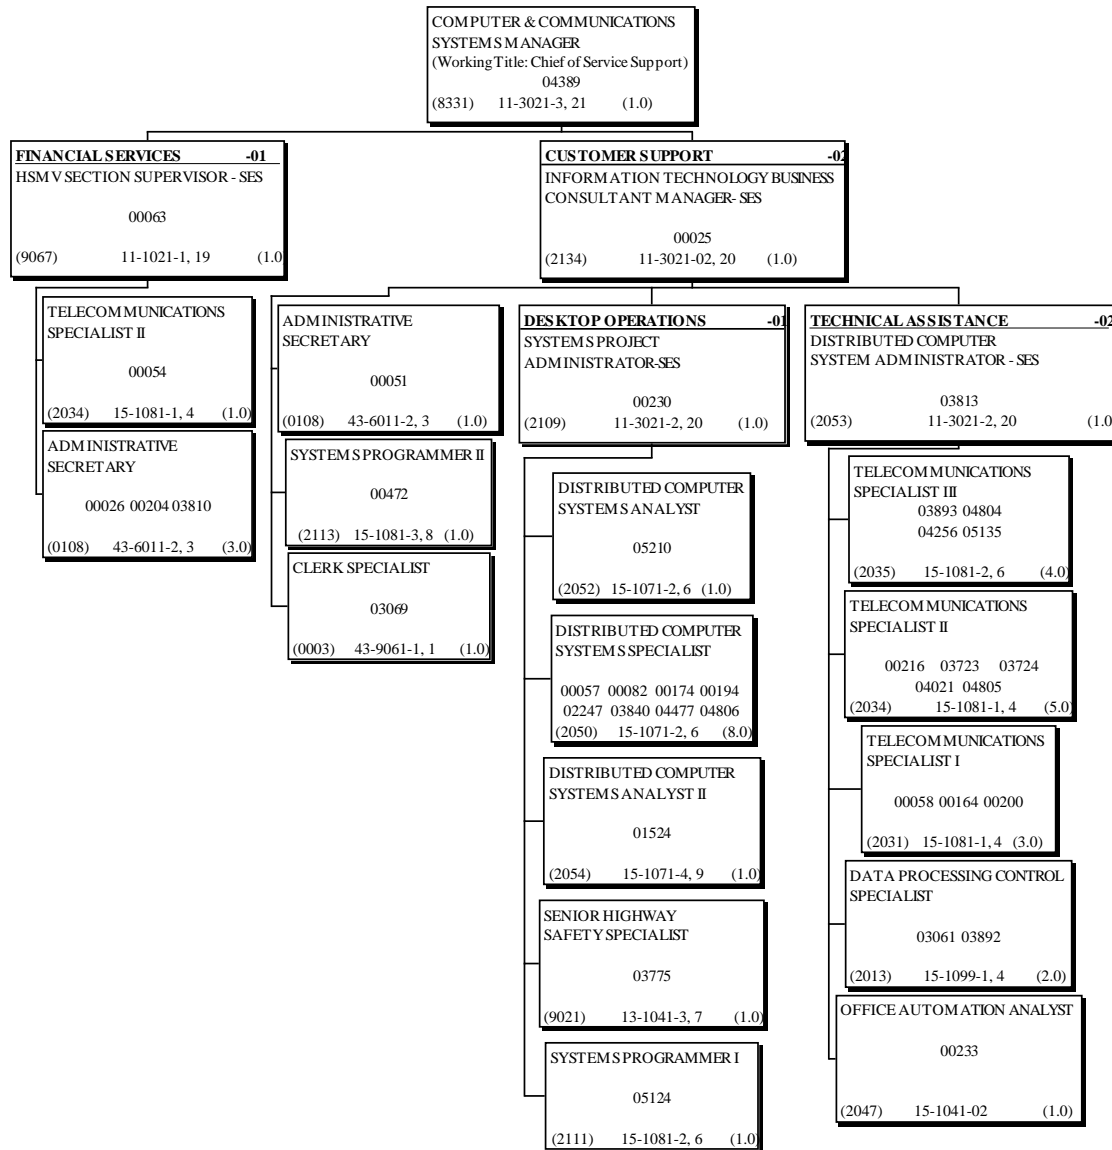 COMPUTER & COMMUNICATIONS
SYSTEMS MANAGER
(Working Title: Chief of Service Support)
04389
(8331) 11-3021-3, 21 (1.0)
FINANCIAL SERVICES -01
HSMV SECTION SUPERVISOR - SES
00063
(9067) 11-1021-1, 19 (1.0
CUSTOMER SUPPORT -02
INFORMATION TECHNOLOGY BUSINESS
CONSULTANT MANAGER- SES
00025
(2134) 11-3021-02, 20 (1.0)
TELECOMMUNICATIONS
SPECIALIST II
00054
(2034) 15-1081-1, 4 (1.0)
ADMINISTRATIVE
SECRETARY
00026 00204 03810
(0108) 43-6011-2, 3 (3.0)
ADMINISTRATIVE
SECRETARY
00051
(0108) 43-6011-2, 3 (1.0)
SYSTEMS PROGRAMMER II
00472
(2113) 15-1081-3, 8 (1.0)
CLERK SPECIALIST
03069
(0003) 43-9061-1, 1 (1.0)
DESKTOP OPERATIONS -01
SYSTEMS PROJECT
ADMINISTRATOR-SES
00230
(2109) 11-3021-2, 20 (1.0)
DISTRIBUTED COMPUTER
SYSTEMS ANALYST
05210
(2052) 15-1071-2, 6 (1.0)
DISTRIBUTED COMPUTER
SYSTEMS SPECIALIST
00057 00082 00174 00194
02247 03840 04477 04806
(2050) 15-1071-2, 6 (8.0)
DISTRIBUTED COMPUTER
SYSTEMS ANALYST II
01524
(2054) 15-1071-4, 9 (1.0)
SENIOR HIGHWAY
SAFETY SPECIALIST
03775
(9021) 13-1041-3, 7 (1.0)
SYSTEMS PROGRAMMER I
05124
(2111) 15-1081-2, 6 (1.0)
TECHNICAL ASSISTANCE -02
DISTRIBUTED COMPUTER
SYSTEM ADMINISTRATOR - SES
03813
(2053) 11-3021-2, 20 (1.0
TELECOMMUNICATIONS
SPECIALIST III
03893 04804
04256 05135
(2035) 15-1081-2, 6 (4.0)
TELECOMMUNICATIONS
SPECIALIST II
00216 03723 03724
04021 04805
(2034) 15-1081-1, 4 (5.0)
TELECOMMUNICATIONS
SPECIALIST I
00058 00164 00200
(2031) 15-1081-1, 4 (3.0)
DATA PROCESSING CONTROL
SPECIALIST
03061 03892
(2013) 15-1099-1, 4 (2.0)
OFFICE AUTOMATION ANALYST
00233
(2047) 15-1041-02 (1.0)